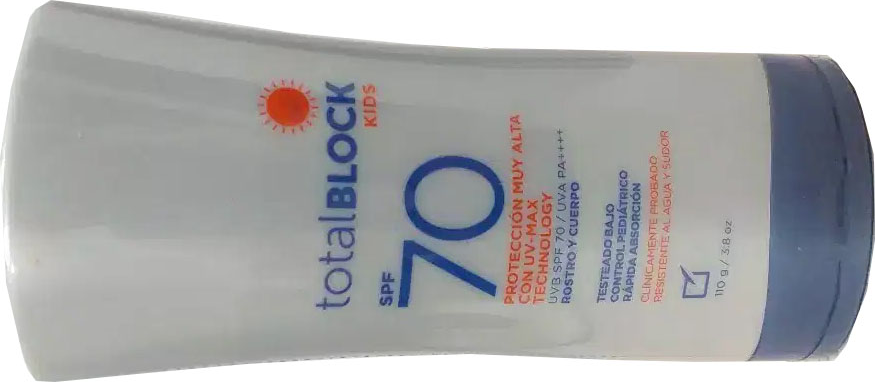 totalBLOCK
KIDS
SPF
70
PROTECCIÓN MUY ALTA
CON UV-MAX
TECHNOLOGY
UVB SPF 70 / UVA PA++++
ROSTRO Y CUERPO
TESTEADO BAJO
CONTROL PEDIÁTRICO
RÁPIDA ABSORCIÓN
CLÍNICAMENTE PROBADO
RESISTENTE AL AGUA Y SUDOR
110 g / 3.8 oz